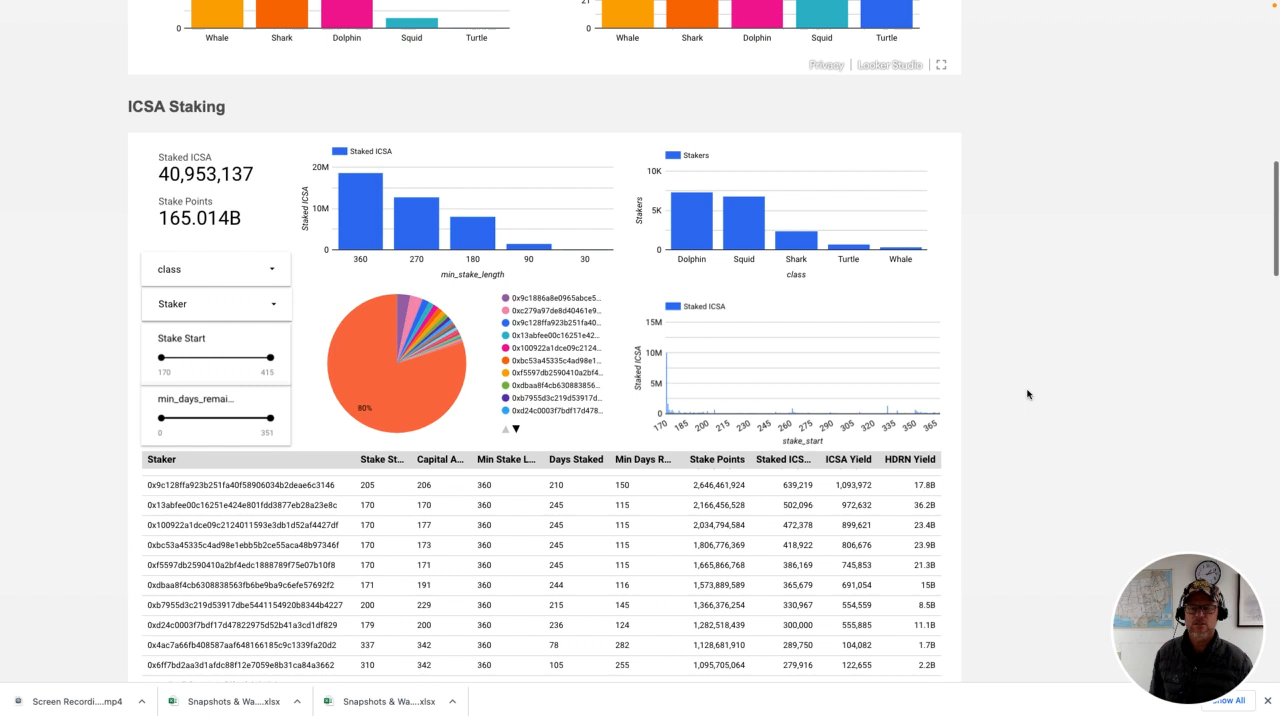 21
0
0
Whale Shark Dolphin Squid Turtle
Whale Shark Dolphin Squid Turtle
Privacy | Looker Studio
ICSA Staking
Staked ICSA
40,953,137
Stake Points
165.014B
class
Staker
Stake Start
170 415
min_days_remai...
0 351
Staked ICSA
20M
10M
0
Staked ICSA
360 270 180 90 30
min_stake_length
Stakers
10K
5K
0
Stakers
Dolphin Squid Shark Turtle Whale
class
80%
0x9c1886a8e0965abce5...
0xc279a97de8d40461e9...
0x9c128ffa923b251fa40...
0x13abfee00c16251e42...
0x100922a1dce09c2124...
0xbc53a45335c4ad98e1...
0xf5597db2590410a2bf4...
0xdbaa8f4cb630883856...
0xb7955d3c219d53917d...
0xd24c0003f7bdf17d478...
Staked ICSA
15M
10M
5M
0
Staked ICSA
170 185 200 215 230 245 260 275 290 305 320 335 350 365
stake_start
Staker Stake St... Capital A... Min Stake L... Days Staked Min Days R... Stake Points Staked ICS... ICSA Yield HDRN Yield
0x9c128ffa923b251fa40f58906034b2deae6c3146 205 206 360 210 150 2,646,461,924 639,219 1,093,972 17.8B
0x13abfee00c16251e424e801fdd3877eb28a23e8c 170 170 360 245 115 2,166,456,528 502,096 972,632 36.2B
0x100922a1dce09c2124011593e3db1d52af4427df 170 177 360 245 115 2,034,794,584 472,378 899,621 23.4B
0xbc53a45335c4ad98e1ebb5b2ce55aca48b97346f 170 173 360 245 115 1,806,776,369 418,922 806,676 23.9B
0xf5597db2590410a2bf4edc1888789f75e07b10f8 170 171 360 245 115 1,665,866,768 386,169 745,853 21.3B
0xdbaa8f4cb6308838563fb6be9ba9c6efe57692f2 171 191 360 244 116 1,573,889,589 365,679 691,054 15B
0xb7955d3c219d53917dbe5441154920b8344b4227 200 229 360 215 145 1,366,376,254 330,967 554,559 8.5B
0xd24c0003f7bdf17d47822975d52b41a3cd1df829 179 200 360 236 124 1,282,518,439 300,000 555,885 11.1B
0x4ac7a66fb408587aaf648166185c9c1339fa20d2 337 342 360 78 282 1,128,681,910 289,750 104,082 1.7B
0x6ff7bd2aa3d1afdc88f12e7059e8b31ca84a3662 310 342 360 105 255 1,095,705,064 279,916 122,655 2.2B
Screen Recordi....mp4 Snapshots & Wa....xlsx Snapshots & Wa....xlsx Show All